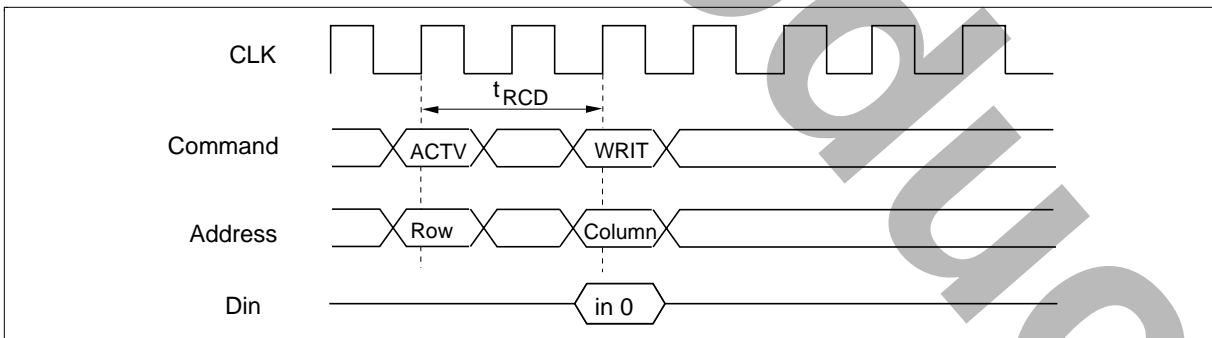 CLK
tRCD
Command ACTV WRIT
Address Row Column
Din in 0